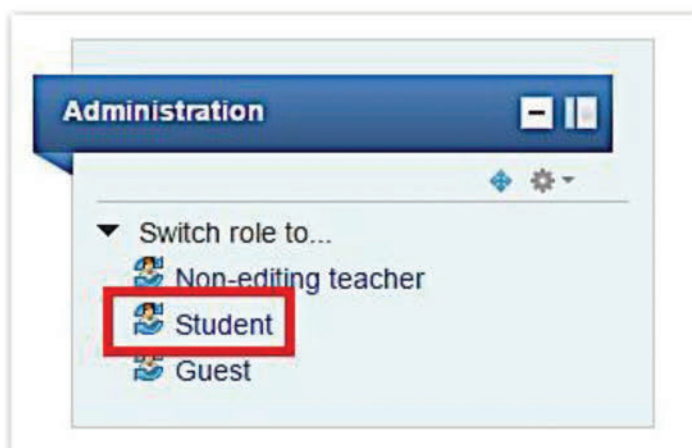 Administration
Switch role to...
Non-editing teacher
Student
Guest